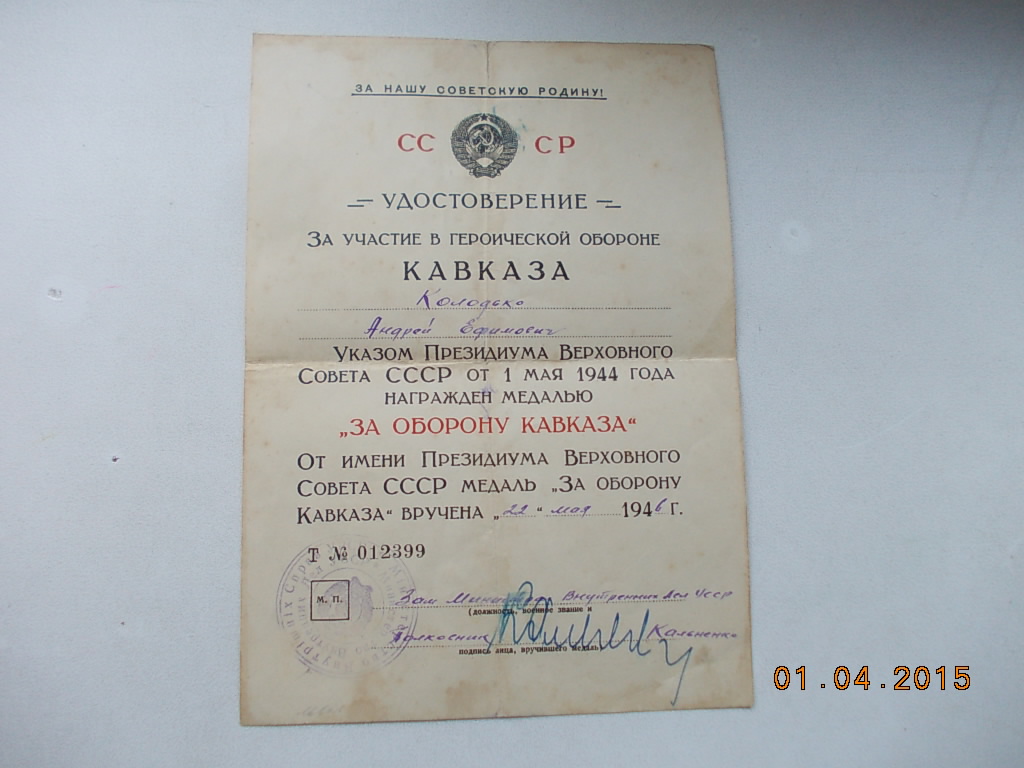 ЗА НАШУ СОВЕТСКУЮ РОДИНУ!
СС СР
УДОСТОВЕРЕНИЕ
ЗА УЧАСТИЕ В ГЕРОИЧЕСКОЙ ОБОРОНЕ
КАВКАЗА
Колодько
Андрей Ефимович
УКАЗОМ ПРЕЗИДИУМА ВЕРХОВНОГО
СОВЕТА СССР ОТ 1 МАЯ 1944 ГОДА
НАГРАЖДЕН МЕДАЛЬЮ
„ЗА ОБОРОНУ КАВКАЗА“
ОТ ИМЕНИ ПРЕЗИДИУМА ВЕРХОВНОГО
СОВЕТА СССР МЕДАЛЬ „ЗА ОБОРОНУ
КАВКАЗА“ ВРУЧЕНА „22“ мая 1946 Г.
Т № 012399
М. П.
Зам Министра Внутренних Дел УССР
(должность, военное звание и
Полковник Кальненко
подпись лица, вручившего медаль)
01.04.2015